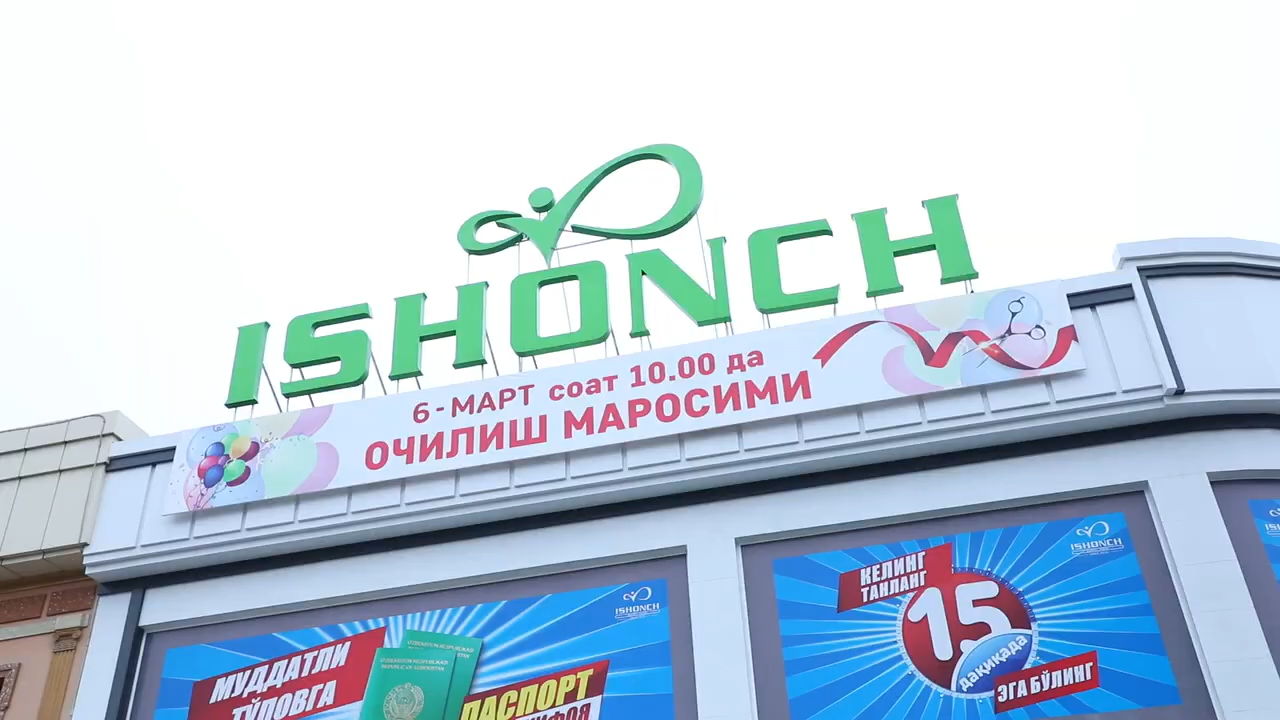 ISHONCH
6-МАРТ соат 10.00 да
ОЧИЛИШ МАРОСИМИ
МУДДАТЛИ
ТЎЛОВГА
ПАСПОРТ
ISHONCH
КЕЛИНГ
ТАНЛАНГ
15
дақиқада
ЭГА БЎЛИНГ
ISHONCH